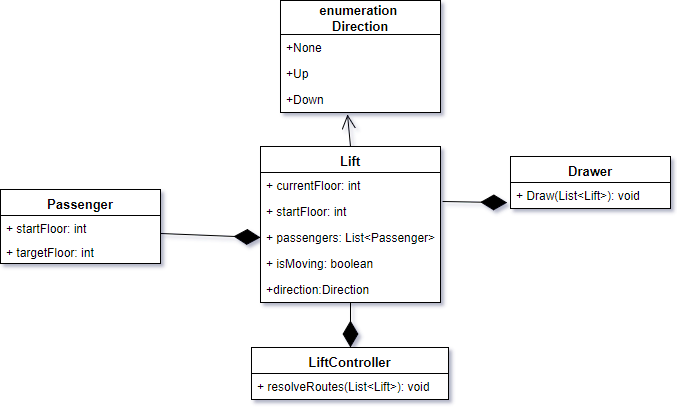 enumeration
Direction
+None
+Up
+Down
Lift
+ currentFloor: int
+ startFloor: int
+ passengers: List<Passenger>
+ isMoving: boolean
+direction:Direction
Passenger
+ startFloor: int
+ targetFloor: int
Drawer
+ Draw(List<Lift>): void
LiftController
+ resolveRoutes(List<Lift>): void